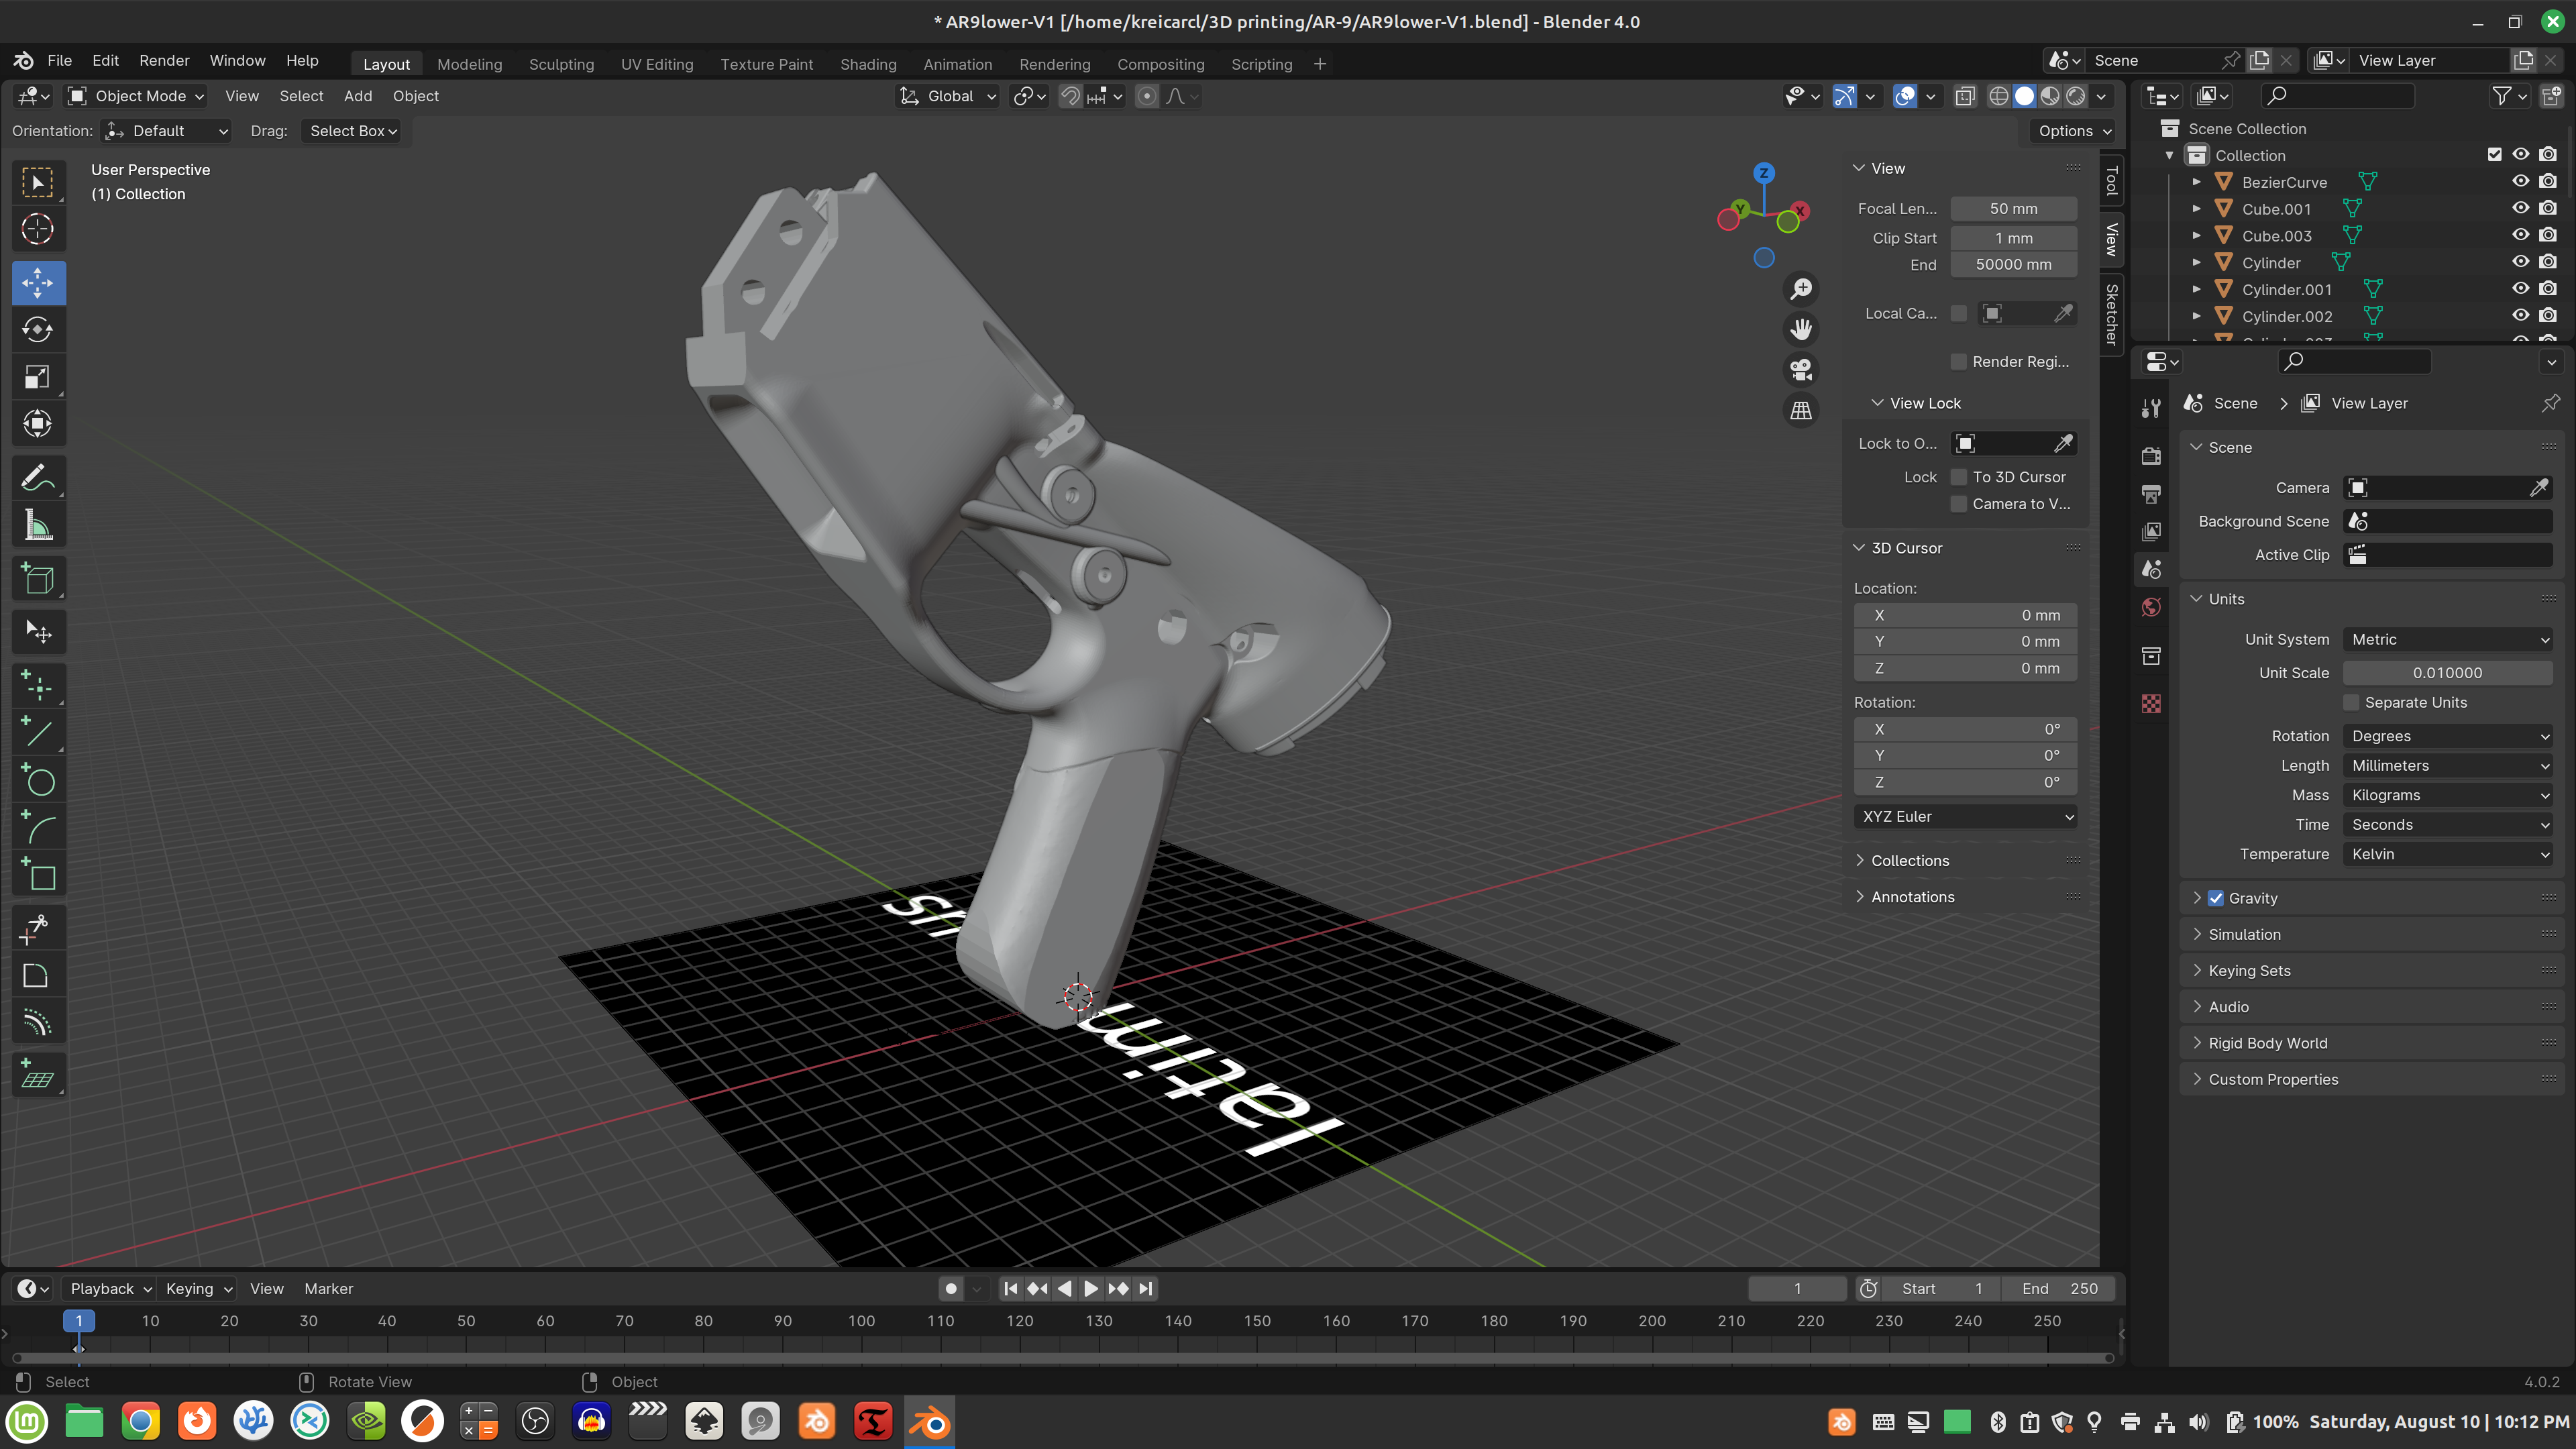 * AR9lower-V1 [/home/kreicarcl/3D printing/AR-9/AR9lower-V1.blend] - Blender 4.0
File Edit Render Window Help Layout Modeling Sculpting UV Editing Texture Paint Shading Animation Rendering Compositing Scripting + Scene View Layer
Object Mode View Select Add Object Global
Orientation: Default Drag: Select Box Options
User Perspective
(1) Collection
Z
Y
X
View
Focal Len... 50 mm
Clip Start 1 mm
End 50000 mm
Local Ca...
Render Regi...
View Lock
Lock to O...
Lock To 3D Cursor
Camera to V...
3D Cursor
Location:
X 0 mm
Y 0 mm
Z 0 mm
Rotation:
X 0°
Y 0°
Z 0°
XYZ Euler
Collections
Annotations
Tool
View
Sketcher
Scene Collection
Collection
BezierCurve
Cube.001
Cube.003
Cylinder
Cylinder.001
Cylinder.002
Scene View Layer
Scene
Camera
Background Scene
Active Clip
Units
Unit System Metric
Unit Scale 0.010000
Separate Units
Rotation Degrees
Length Millimeters
Mass Kilograms
Time Seconds
Temperature Kelvin
Gravity
Simulation
Keying Sets
Audio
Rigid Body World
Custom Properties
Playback Keying View Marker 1 Start 1 End 250
1 10 20 30 40 50 60 70 80 90 100 110 120 130 140 150 160 170 180 190 200 210 220 230 240 250
Select Rotate View Object 4.0.2
100% Saturday, August 10 | 10:12 PM